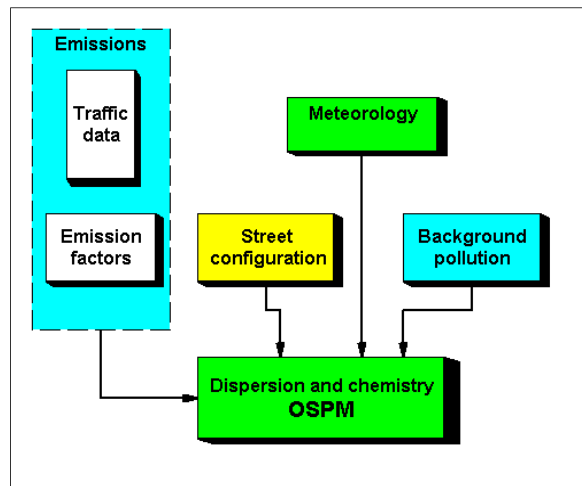 Emissions
Traffic
data
Emission
factors
Meteorology
Street
configuration
Background
pollution
Dispersion and chemistry
OSPM